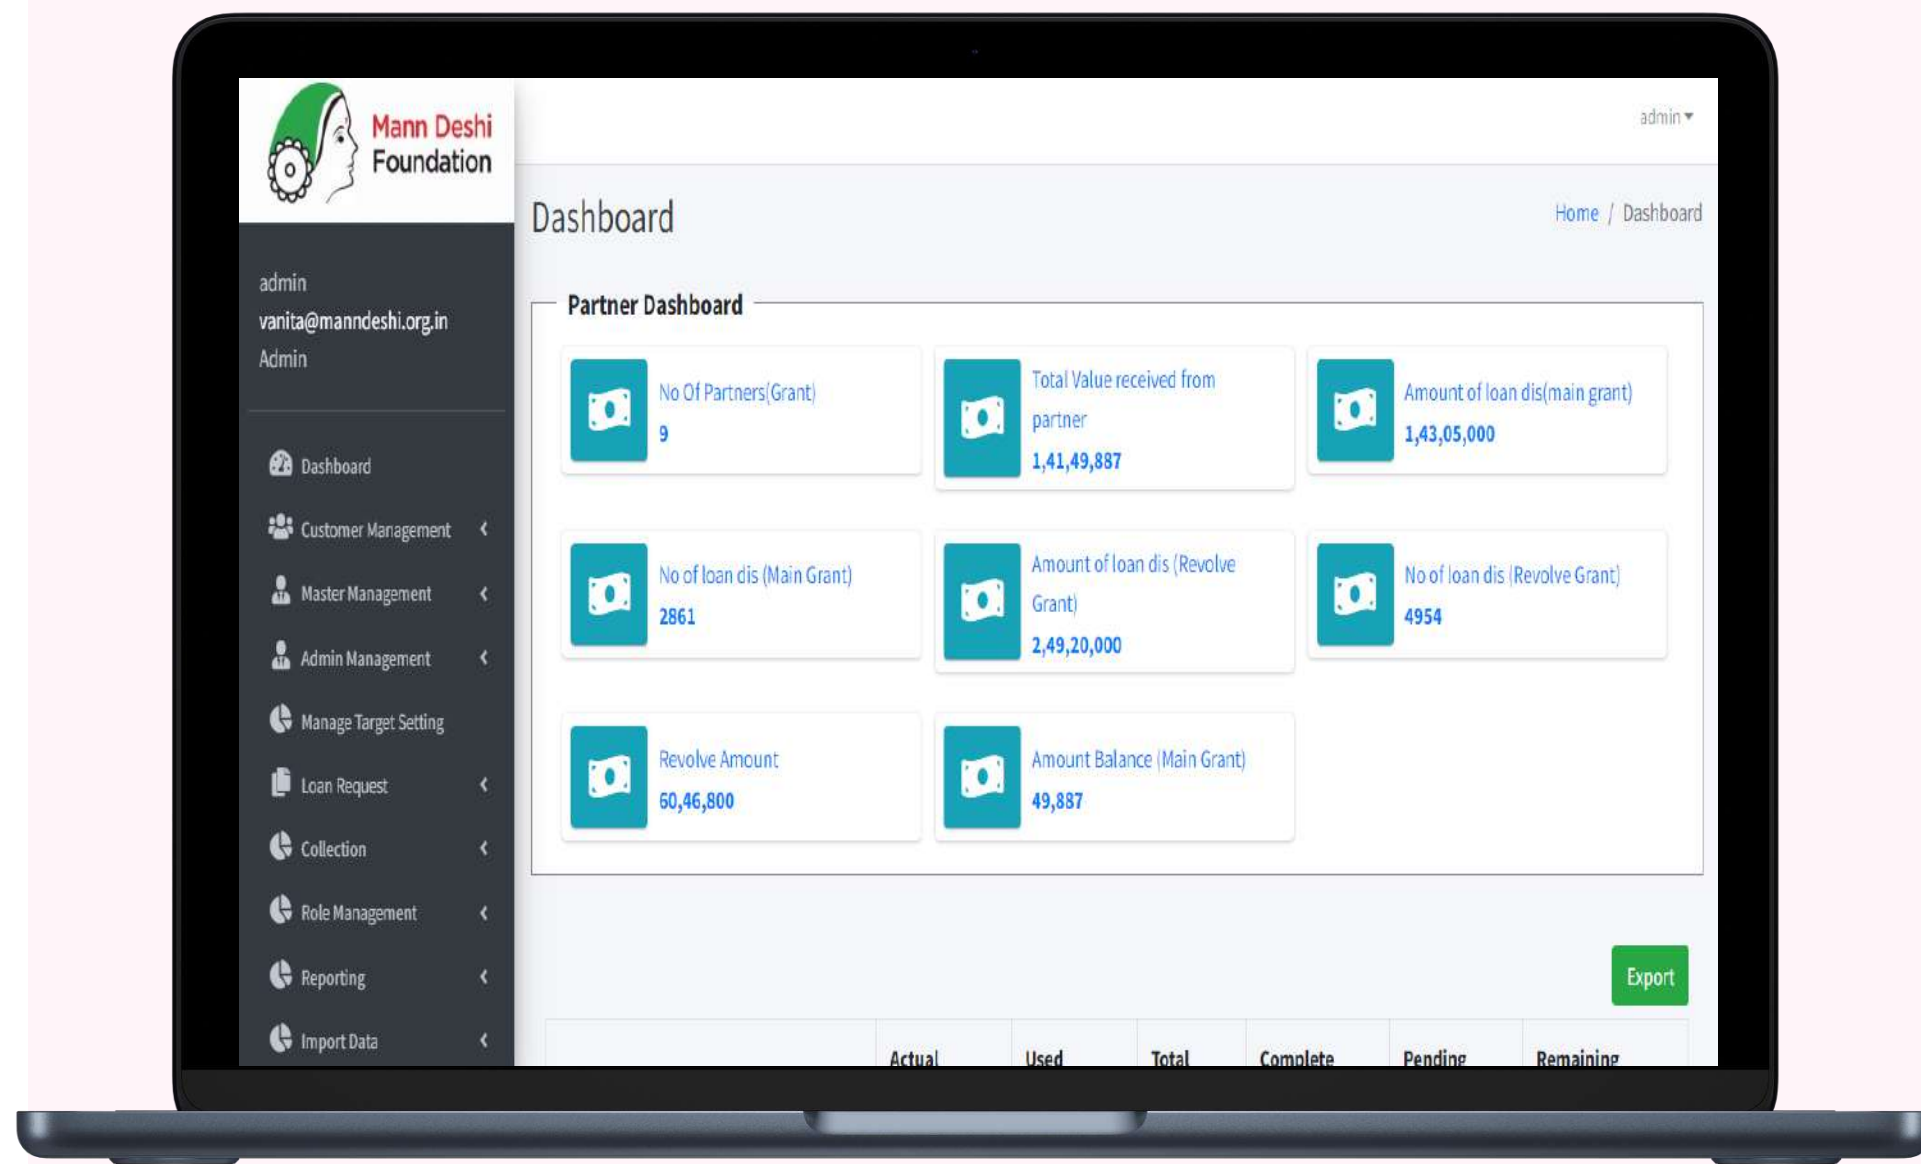 Mann Deshi
Foundation
admin
vanita@manndeshi.org.in
Admin
Dashboard
Customer Management
Master Management
Admin Management
Manage Target Setting
Loan Request
Collection
Role Management
Reporting
Import Data
admin
Dashboard
Home / Dashboard
Partner Dashboard
No Of Partners(Grant)
9
Total Value received from
partner
1,41,49,887
Amount of loan dis(main grant)
1,43,05,000
No of loan dis (Main Grant)
2861
Amount of loan dis (Revolve
Grant)
2,49,20,000
No of loan dis (Revolve Grant)
4954
Revolve Amount
60,46,800
Amount Balance (Main Grant)
49,887
Export
Actual Used Total Complete Pending Remaining